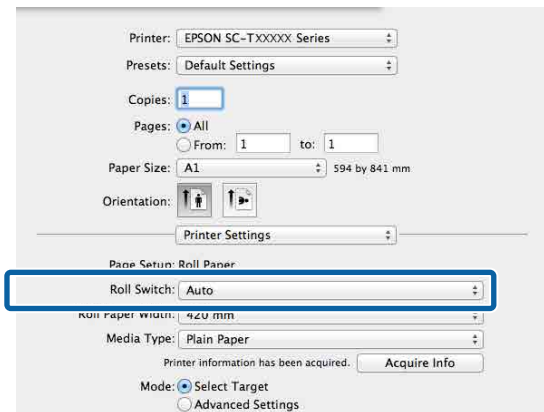 Printer: EPSON SC-TXXXXX Series
Presets: Default Settings
Copies: 1
Pages: All
From: 1 to: 1
Paper Size: A1 594 by 841 mm
Orientation:
Printer Settings
Page Setup: Roll Paper
Roll Switch: Auto
Roll Paper Width: 420 mm
Media Type: Plain Paper
Printer information has been acquired. Acquire Info
Mode: Select Target
Advanced Settings